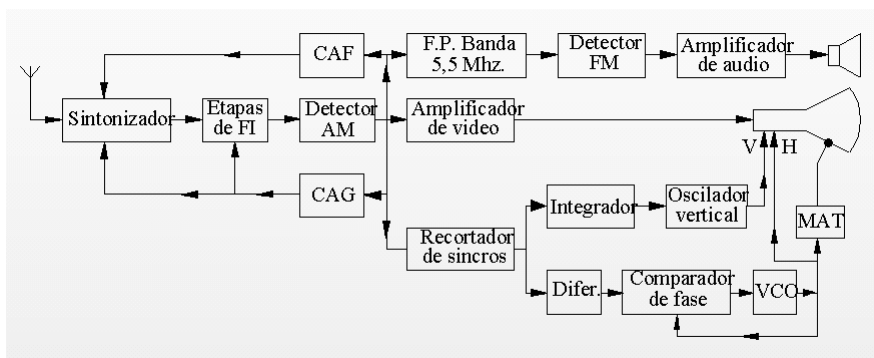 CAF
F.P. Banda
5,5 Mhz.
Detector
FM
Amplificador
de audio
Sintonizador
Etapas
de FI
Detector
AM
Amplificador
de video
V
H
CAG
Integrador
Oscilador
vertical
MAT
Recortador
de sincros
Difer.
Comparador
de fase
VCO